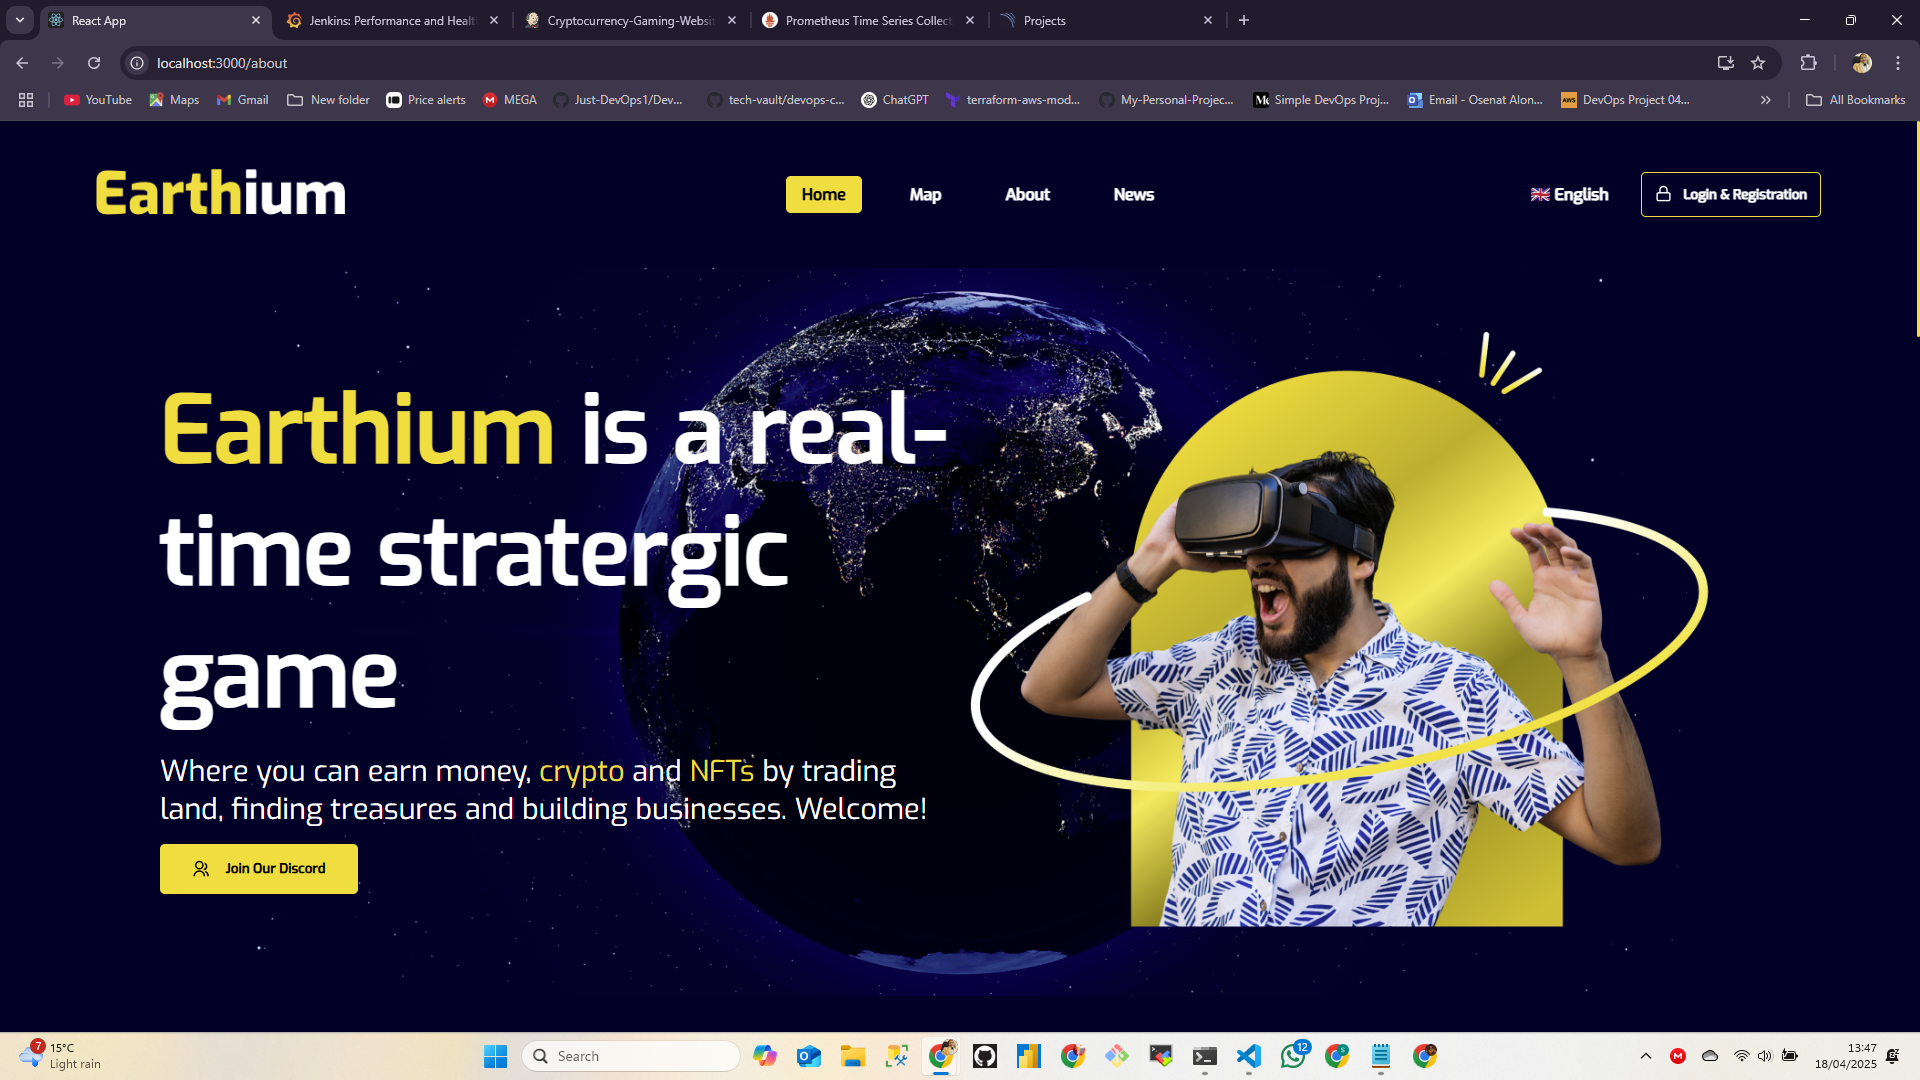 React App
Jenkins: Performance and Healt
Cryptocurrency-Gaming-Websit
Prometheus Time Series Collect
Projects
localhost:3000/about
YouTube
Maps
Gmail
New folder
Price alerts
MEGA
Just-DevOps1/Dev...
tech-vault/devops-c...
ChatGPT
terraform-aws-mod...
My-Personal-Projec...
Simple DevOps Proj...
Email - Osenat Alon...
DevOps Project 04...
All Bookmarks
Earthium
Home
Map
About
News
English
Login & Registration
Earthium is a real-
time stratergic
game
Where you can earn money, crypto and NFTs by trading
land, finding treasures and building businesses. Welcome!
Join Our Discord
7
15°C
Light rain
Search
12
13:47
18/04/2025